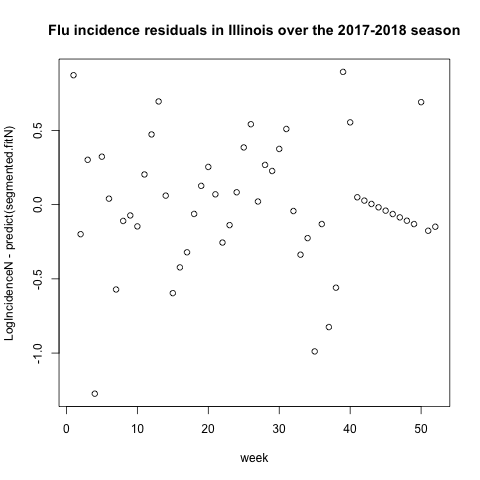 Flu incidence residuals in Illinois over the 2017-2018 season
LogIncidenceN - predict(segmented.fitN)
0.5
0.0
-0.5
-1.0
0 10 20 30 40 50
week